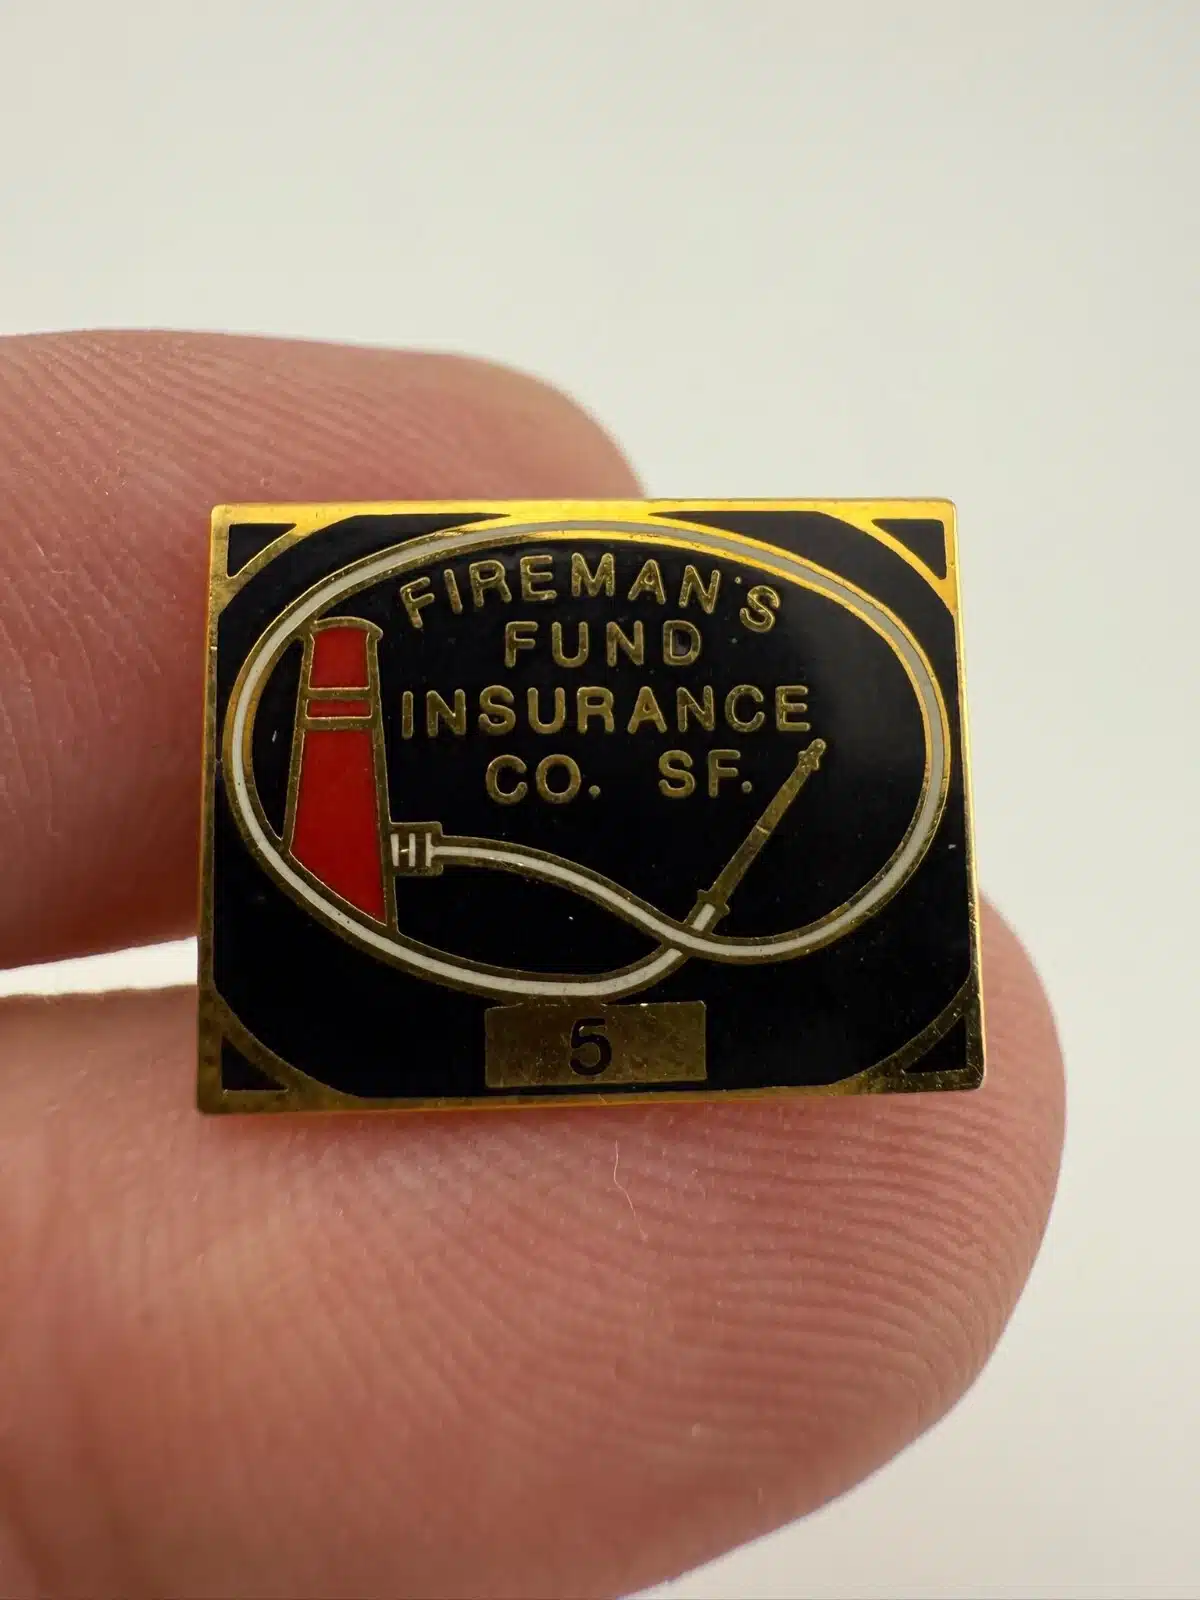 FIREMAN'S
FUND
INSURANCE
CO. SF.
5